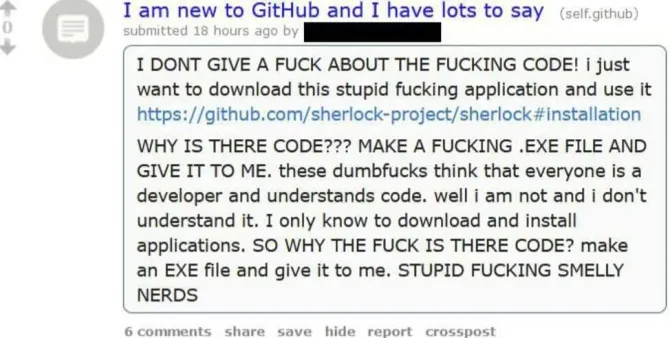 I am new to GitHub and I have lots to say (self.github)
0
submitted 18 hours ago by
I DONT GIVE A FUCK ABOUT THE FUCKING CODE! i just
want to download this stupid fucking application and use it
https://github.com/sherlock-project/sherlock#installation
WHY IS THERE CODE??? MAKE A FUCKING .EXE FILE AND
GIVE IT TO ME. these dumbfucks think that everyone is a
developer and understands code. well i am not and i don't
understand it. I only know to download and install
applications. SO WHY THE FUCK IS THERE CODE? make
an EXE file and give it to me. STUPID FUCKING SMELLY
NERDS
6 comments share save hide report crosspost